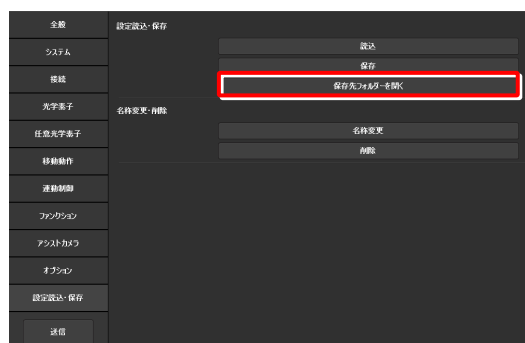 全般
システム
接続
光学素子
任意光学素子
移動動作
連動制御
ファンクション
アシストカメラ
オプション
設定読込・保存
送信
設定読込・保存
読込
保存
保存先フォルダーを開く
名称変更・削除
名称変更
削除